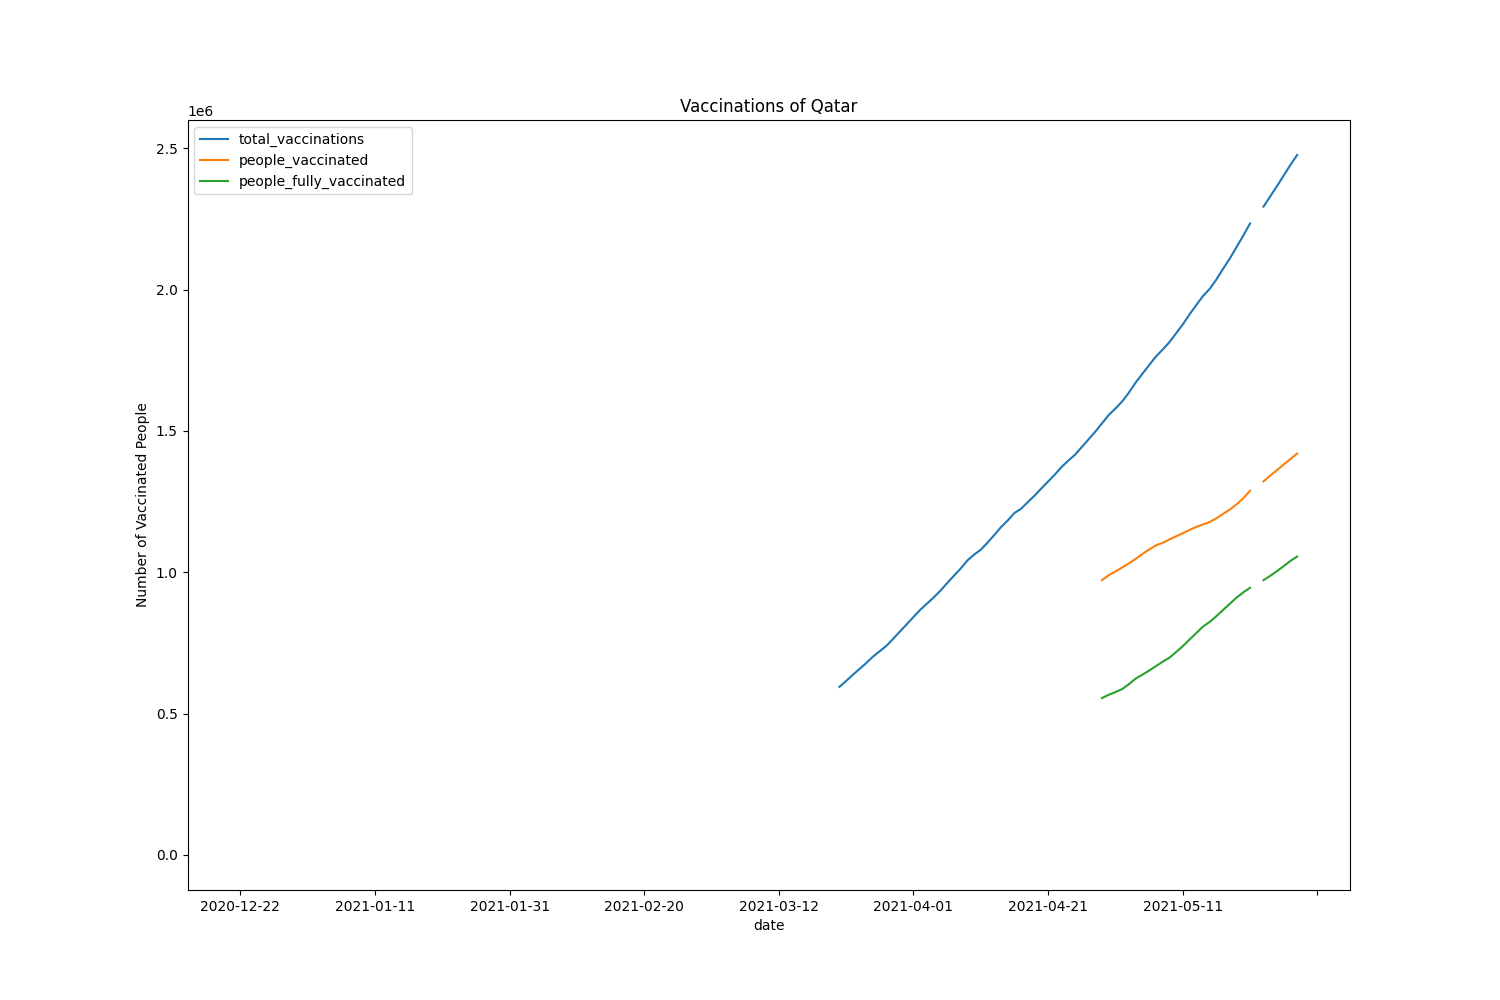 Vaccinations of Qatar
1e6
total_vaccinations
people_vaccinated
people_fully_vaccinated
2.5
2.0
1.5
1.0
0.5
0.0
Number of Vaccinated People
2020-12-22
2021-01-11
2021-01-31
2021-02-20
2021-03-12
2021-04-01
2021-04-21
2021-05-11
date